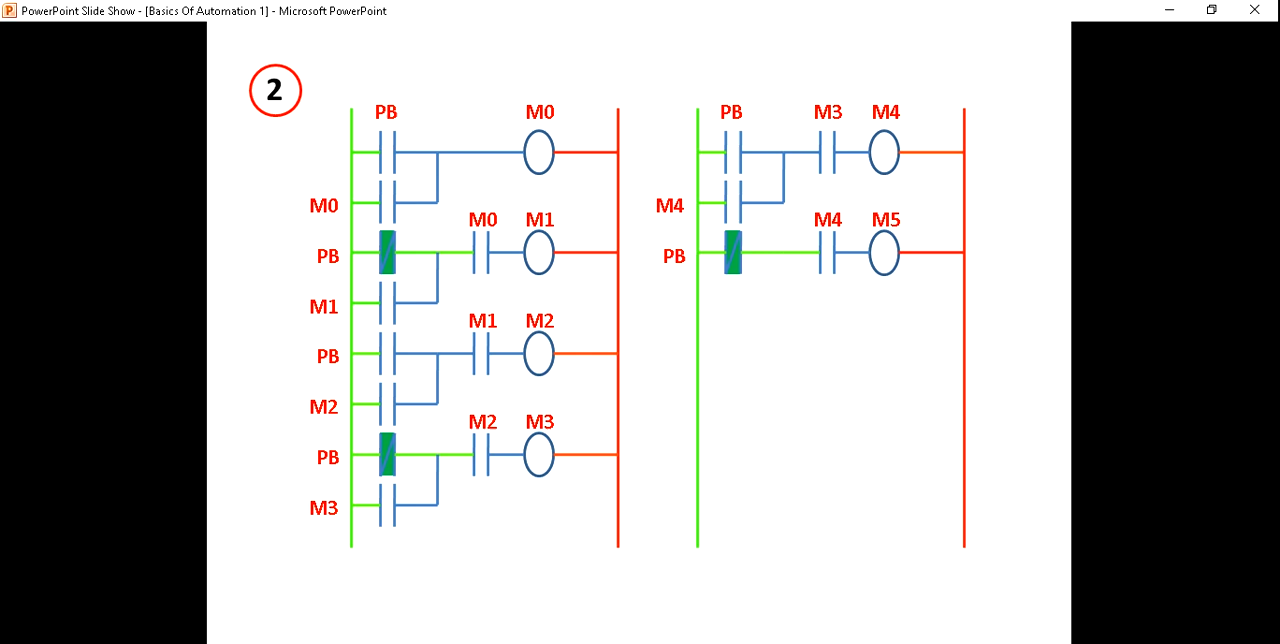 PowerPoint Slide Show - [Basics Of Automation 1] - Microsoft PowerPoint
2
PB M0
M0
M0 M1
PB
M1
M1 M2
PB
M2
M2 M3
PB
M3
PB M3 M4
M4
M4 M5
PB